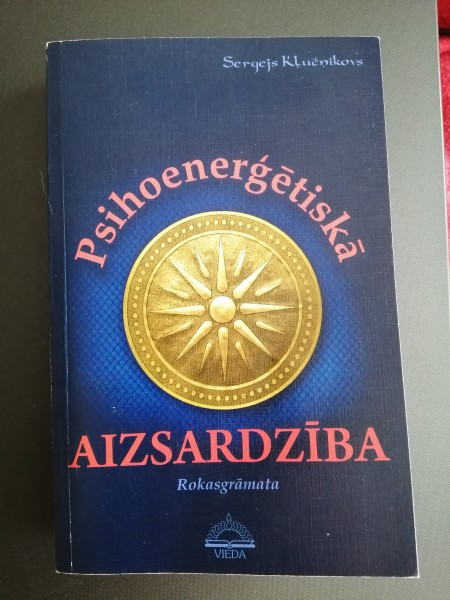 Sergejs Kļučņikovs
Psihoenerģētiskā
AIZSARDZĪBA
Rokasgrāmata
VIEDA